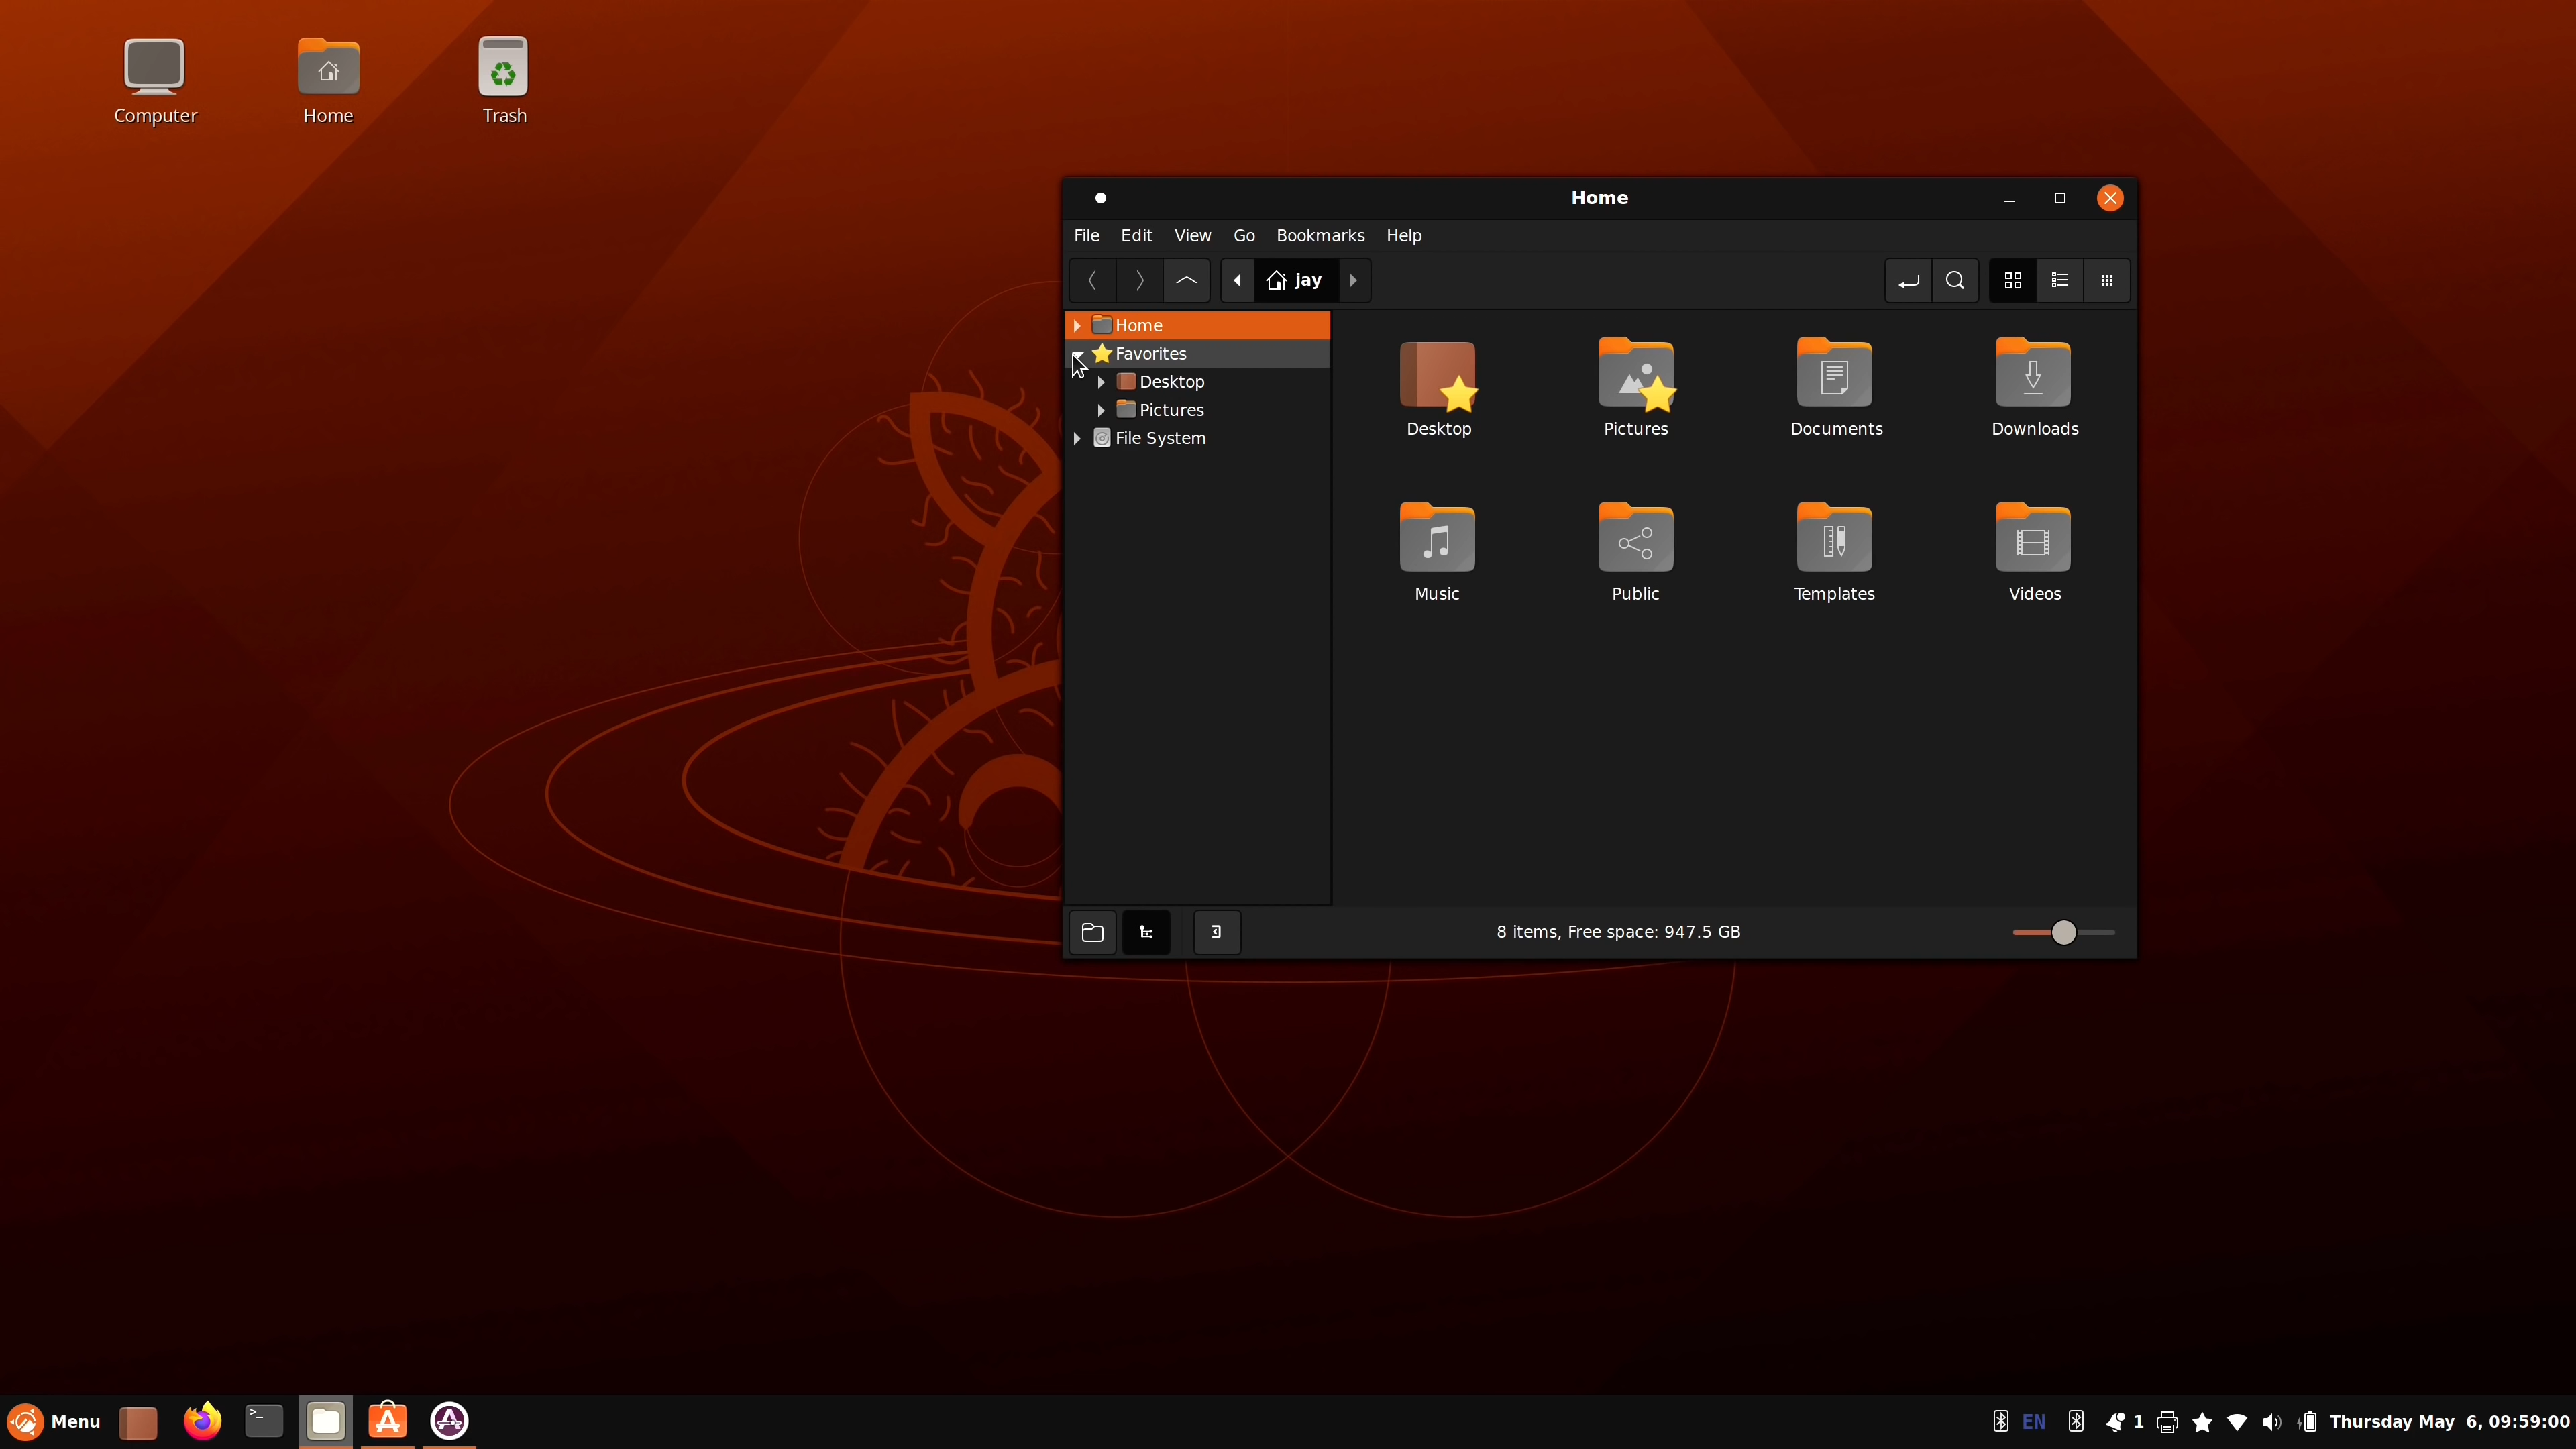 Computer
Home
Trash
Home
File Edit View Go Bookmarks Help
jay
Home
Favorites
Desktop
Pictures
File System
Desktop
Pictures
Documents
Downloads
Music
Public
Templates
Videos
8 items, Free space: 947.5 GB
Menu
>_
EN
1
Thursday May 6, 09:59:00